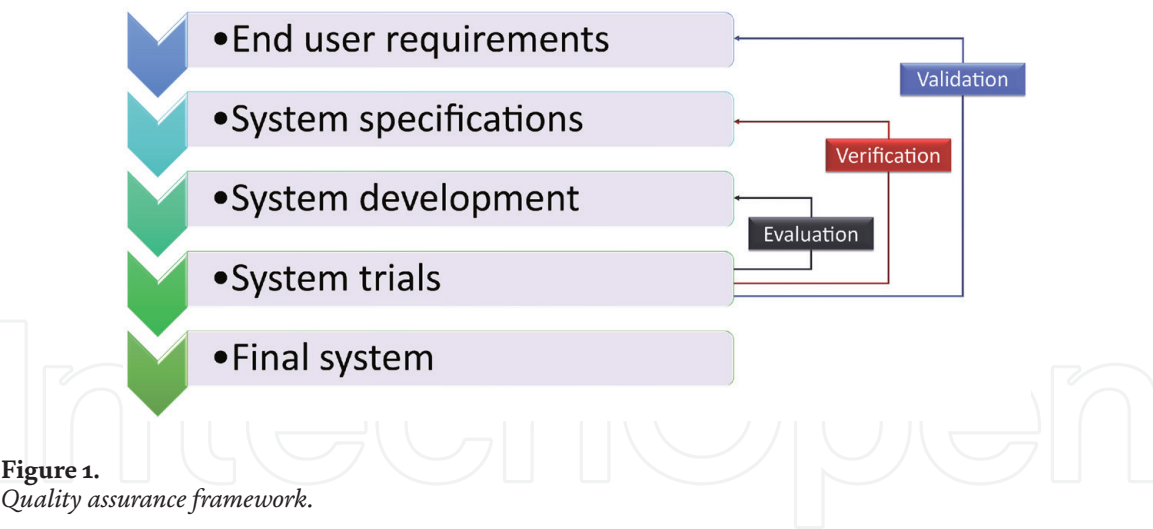 •End user requirements
Validation
•System specifications
Verification
•System development
Evaluation
•System trials
•Final system
IntechOpen
Figure 1.
Quality assurance framework.